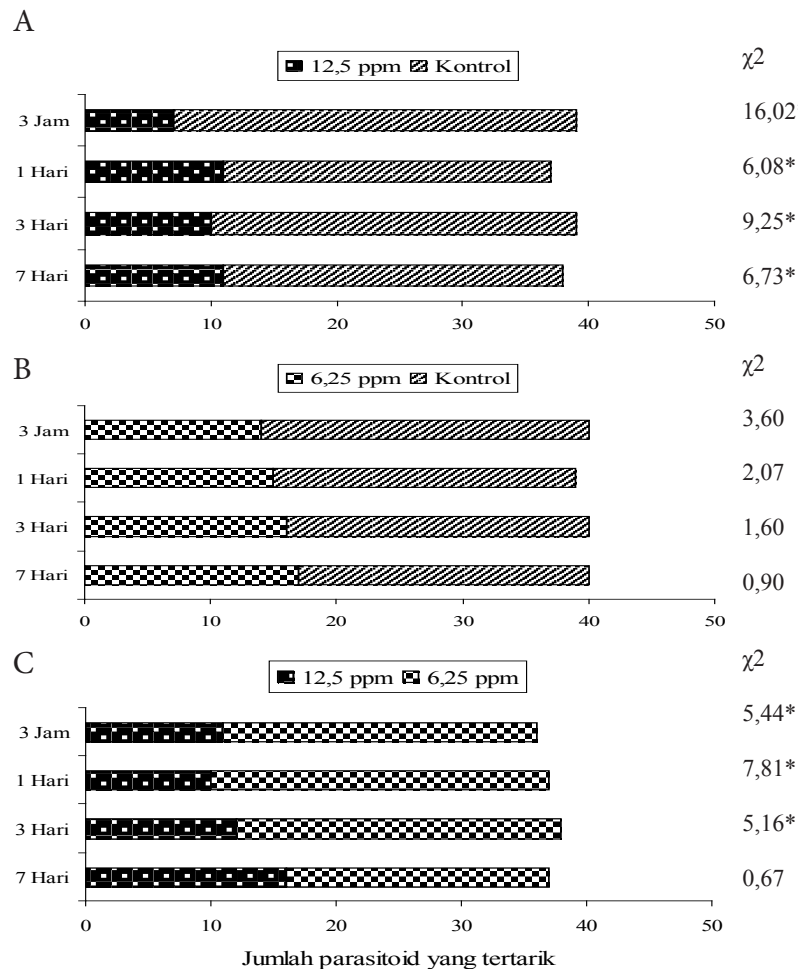 A
12,5 ppm Kontrol
χ2
3 Jam 16,02
1 Hari 6,08*
3 Hari 9,25*
7 Hari 6,73*
0 10 20 30 40 50
B
6,25 ppm Kontrol
χ2
3 Jam 3,60
1 Hari 2,07
3 Hari 1,60
7 Hari 0,90
0 10 20 30 40 50
C
12,5 ppm 6,25 ppm
χ2
3 Jam 5,44*
1 Hari 7,81*
3 Hari 5,16*
7 Hari 0,67
0 10 20 30 40 50
Jumlah parasitoid yang tertarik